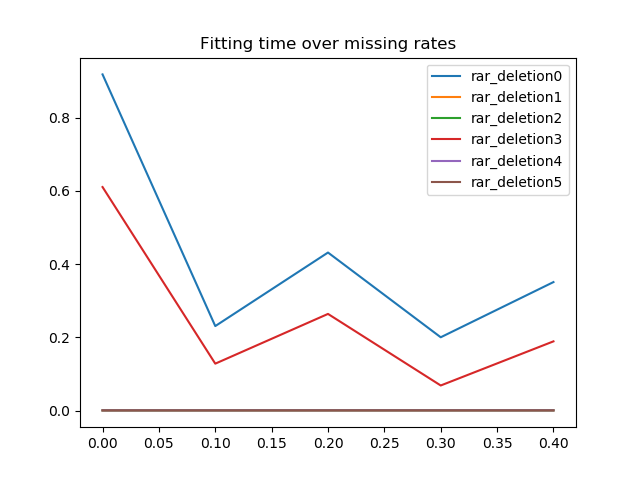 Fitting time over missing rates
rar_deletion0
rar_deletion1
rar_deletion2
rar_deletion3
rar_deletion4
rar_deletion5
0.8
0.6
0.4
0.2
0.0
0.00 0.05 0.10 0.15 0.20 0.25 0.30 0.35 0.40